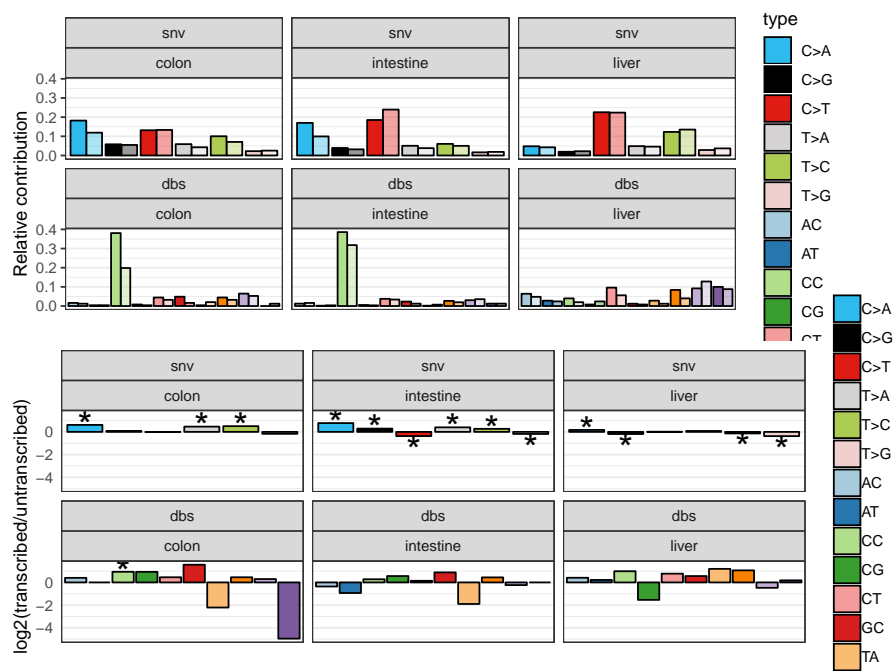 snv snv snv
colon intestine liver
Relative contribution
0.4
0.3
0.2
0.1
0.0
dbs dbs dbs
colon intestine liver
0.4
0.3
0.2
0.1
0.0
type
C>A
C>G
C>T
T>A
T>C
T>G
AC
AT
CC
CG
snv snv snv
colon intestine liver
log2(transcribed/untranscribed)
* * * * * * * * * * * * *
0
−2
−4
dbs dbs dbs
colon intestine liver
*
0
−2
−4
C>A
C>G
C>T
T>A
T>C
T>G
AC
AT
CC
CG
CT
GC
TA